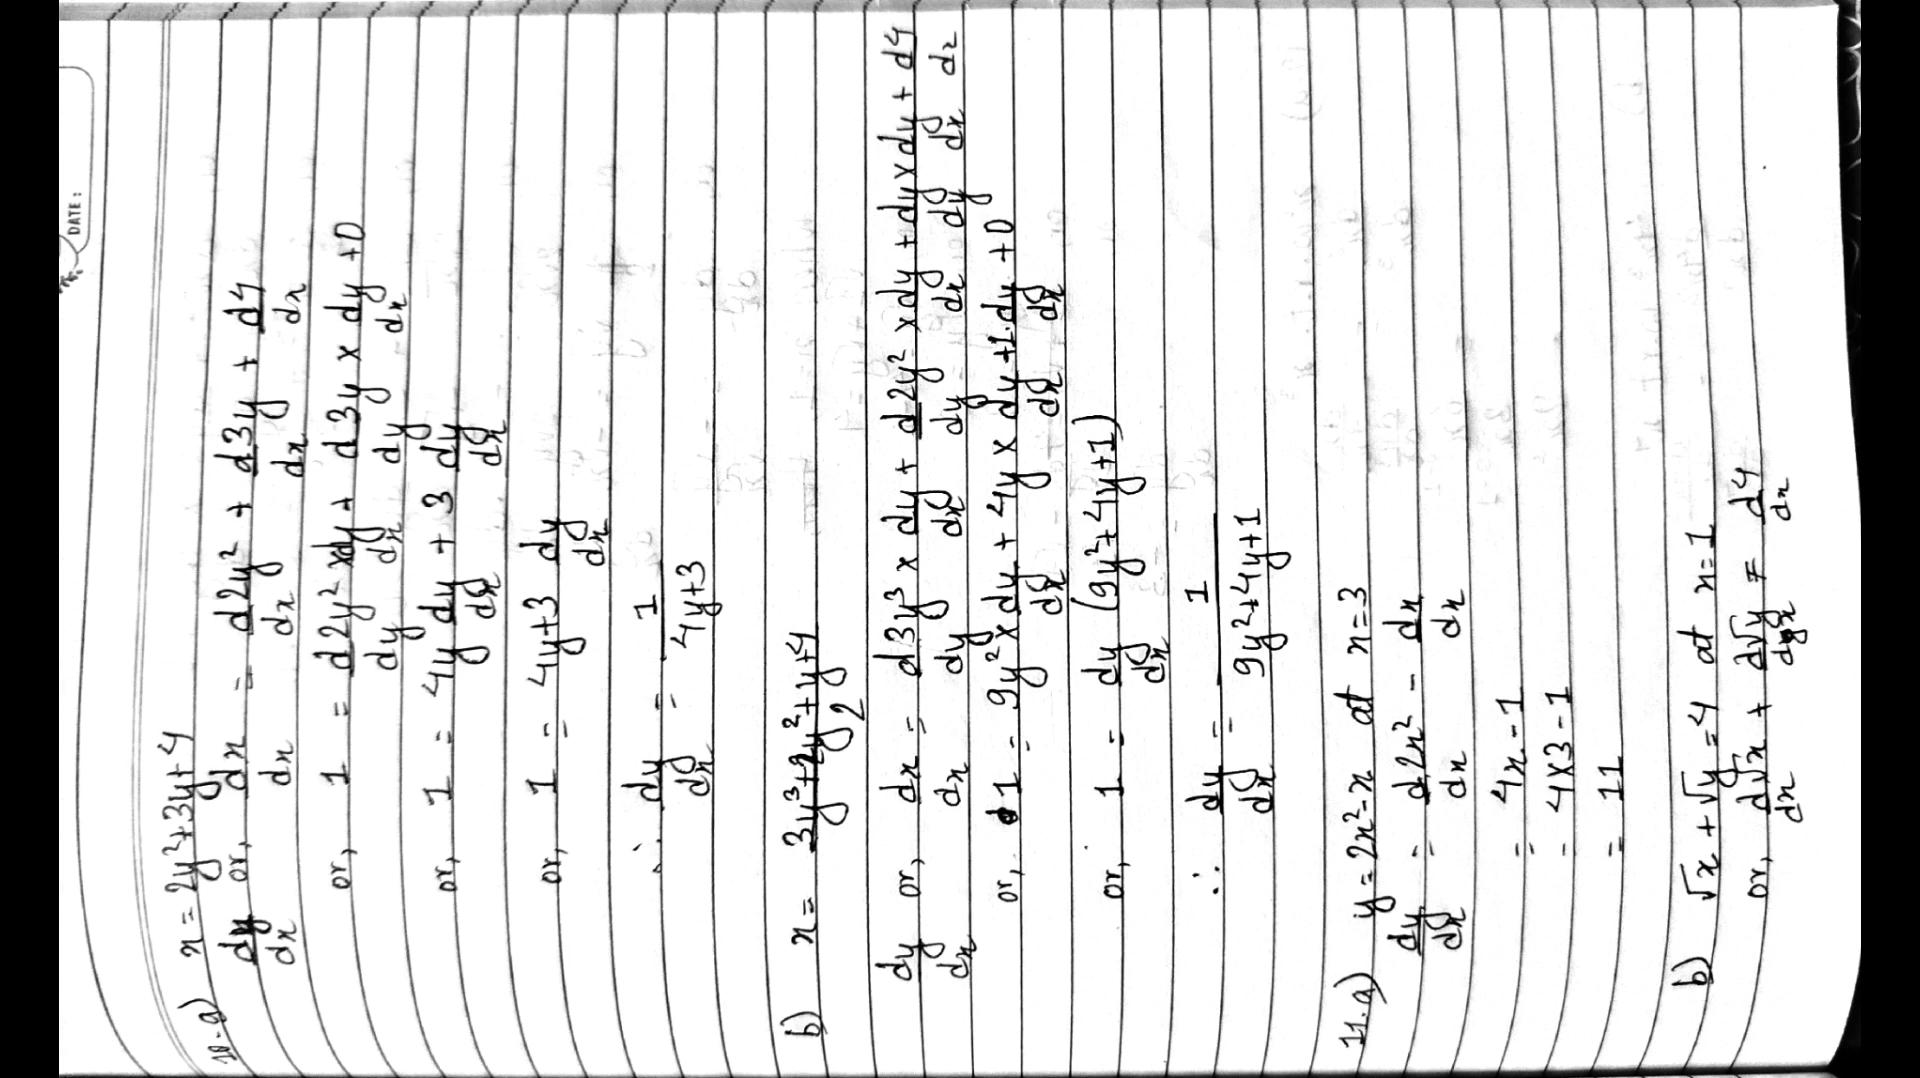 DATE:
10.a) x = 2y²+3y+4
dy/dx or, dx/dx = d2y²/dx + d3y/dx + d4/dx
or, 1 = d2y²/dy × dy/dx + d3y/dy × dy/dx + 0
or, 1 = 4y dy/dx + 3 dy/dx
or, 1 = 4y+3 dy/dx
∴ dy/dx = 1/4y+3
b) x = 3y³+2y²+y+4
2
dy/dx or, dx/dx = d3y³/dy × dy/dx + d2y²/dy × dy/dx + dy/dy × dy/dx + d4/dx
or, 1 = 9y² × dy/dx + 4y × dy/dx + 1.dy/dx + 0
or, 1 = dy/dx (9y²+4y+1)
∴ dy/dx = 1/9y²+4y+1
11.a) y = 2x²-x at x=3
dy/dx = d2x²/dx - dx/dx
= 4x-1
= 4×3-1
= 11
b) √x + √y = 4 at x=1
or, d√x/dx + d√y/dx = d4/dx